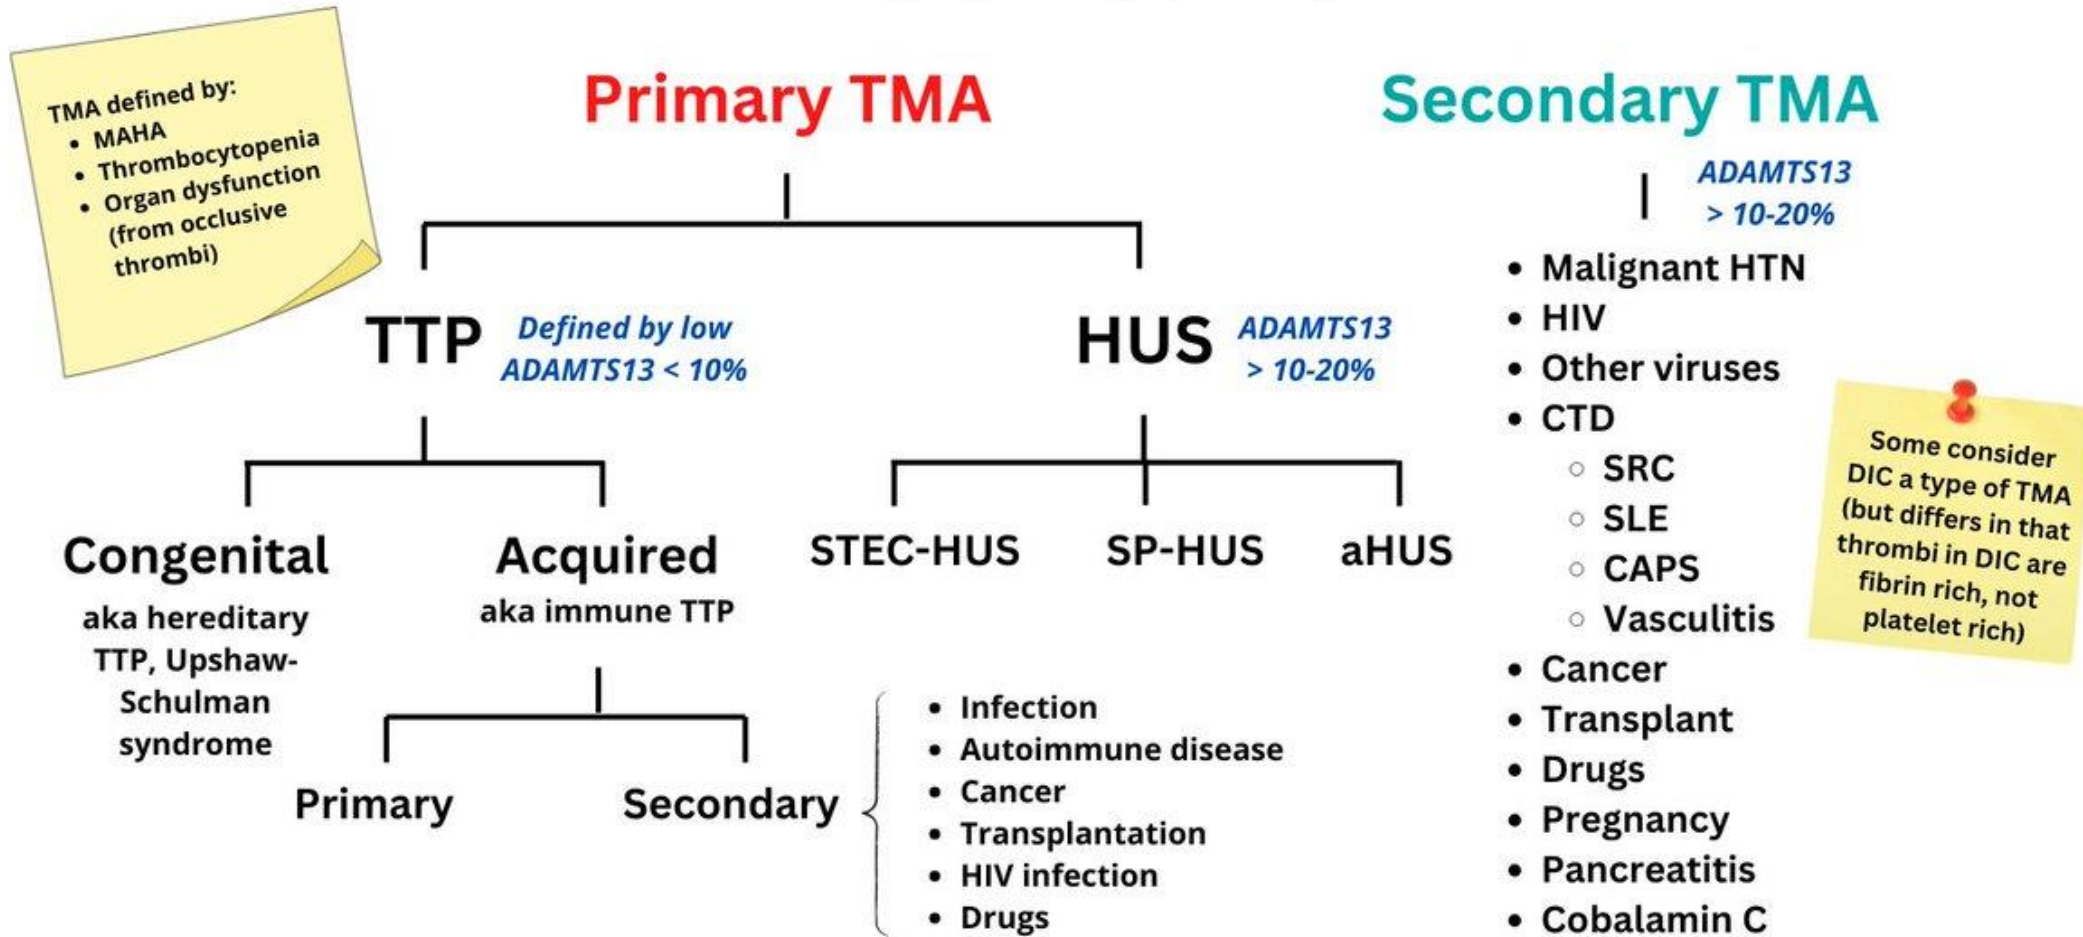 TMA defined by:
• MAHA
• Thrombocytopenia
• Organ dysfunction
(from occlusive
thrombi)
Primary TMA
TTP
Defined by low
ADAMTS13 < 10%
HUS
ADAMTS13
> 10-20%
Congenital
aka hereditary
TTP, Upshaw-
Schulman
syndrome
Acquired
aka immune TTP
STEC-HUS
SP-HUS
aHUS
Primary
Secondary
• Infection
• Autoimmune disease
• Cancer
• Transplantation
• HIV infection
• Drugs
Secondary TMA
ADAMTS13
> 10-20%
• Malignant HTN
• HIV
• Other viruses
• CTD
○ SRC
○ SLE
○ CAPS
○ Vasculitis
• Cancer
• Transplant
• Drugs
• Pregnancy
• Pancreatitis
• Cobalamin C
Some consider
DIC a type of TMA
(but differs in that
thrombi in DIC are
fibrin rich, not
platelet rich)